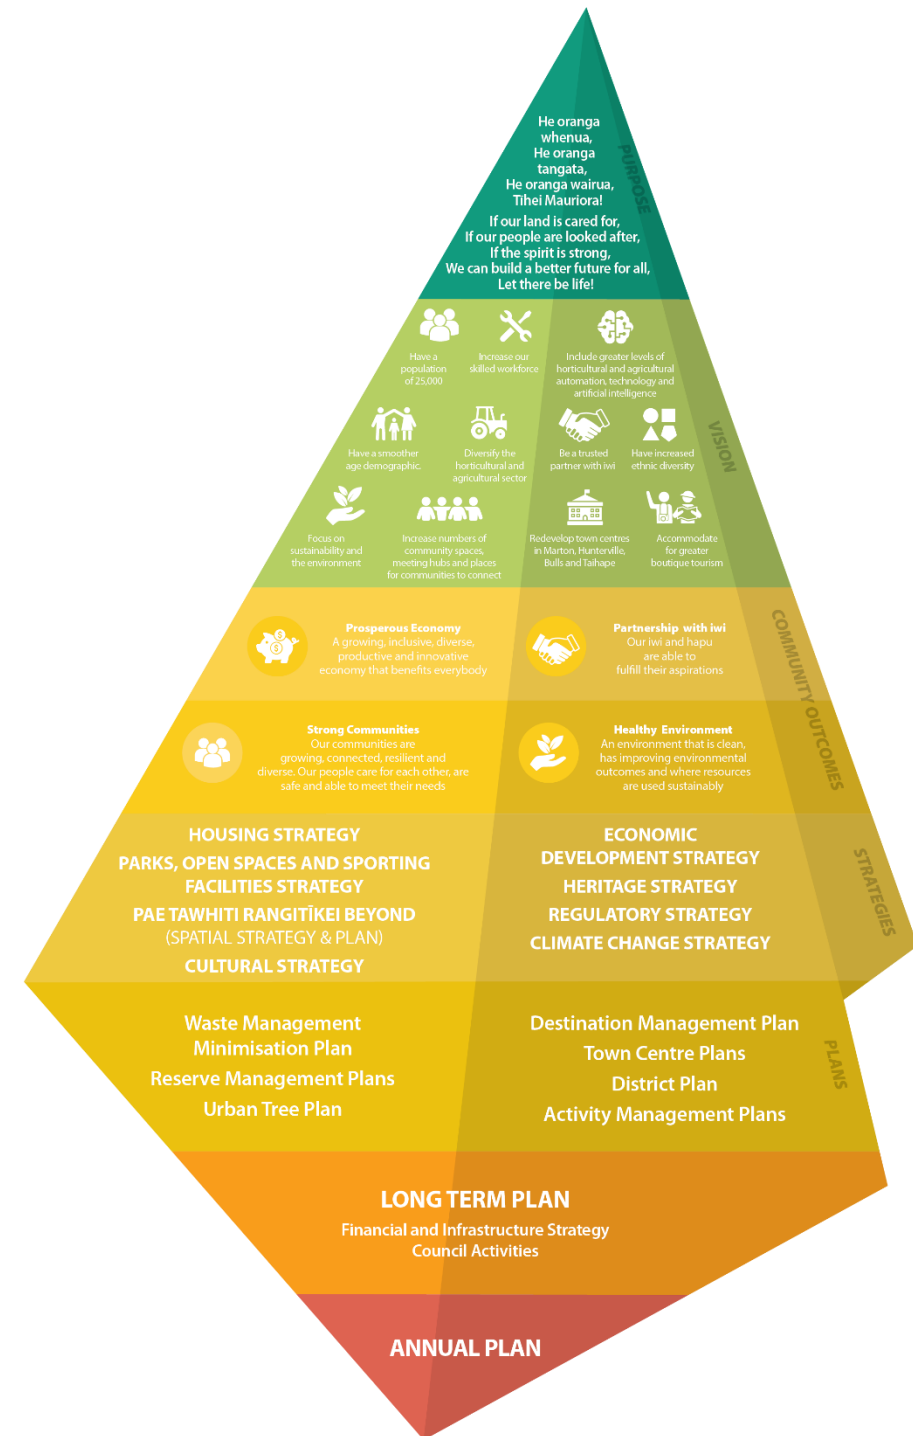 He oranga
whenua,
He oranga
tangata,
He oranga wairua,
Tihei Mauriora!
If our land is cared for,
If our people are looked after,
If the spirit is strong,
We can build a better future for all,
Let there be life!
PURPOSE
Have a
population
of 25,000
Increase our
skilled workforce
Include greater levels of
horticultural and agricultural
automation, technology and
artificial intelligence
Have a smoother
age demographic.
Diversify the
horticultural and
agricultural sector
Be a trusted
partner with iwi
Have increased
ethnic diversity
VISION
Focus on
sustainability and
the environment
Increase numbers of
community spaces,
meeting hubs and places
for communities to connect
Redevelop town centres
in Marton, Hunterville,
Bulls and Taihape
Accommodate
for greater
boutique tourism
Prosperous Economy
A growing, inclusive, diverse,
productive and innovative
economy that benefits everybody
Partnership with iwi
Our iwi and hapu
are able to
fulfill their aspirations
COMMUNITY OUTCOMES
Strong Communities
Our communities are
growing, connected, resilient and
diverse. Our people care for each other, are
safe and able to meet their needs
Healthy Environment
An environment that is clean,
has improving environmental
outcomes and where resources
are used sustainably
HOUSING STRATEGY
PARKS, OPEN SPACES AND SPORTING
FACILITIES STRATEGY
PAE TAWHITI RANGITĪKEI BEYOND
(SPATIAL STRATEGY & PLAN)
CULTURAL STRATEGY
ECONOMIC
DEVELOPMENT STRATEGY
HERITAGE STRATEGY
REGULATORY STRATEGY
CLIMATE CHANGE STRATEGY
STRATEGIES
Waste Management
Minimisation Plan
Reserve Management Plans
Urban Tree Plan
Destination Management Plan
Town Centre Plans
District Plan
Activity Management Plans
PLANS
LONG TERM PLAN
Financial and Infrastructure Strategy
Council Activities
ANNUAL PLAN